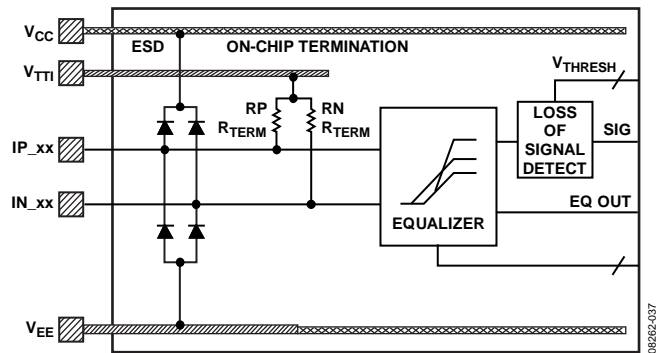 VCC
ESD ON-CHIP TERMINATION
VTTI
VTHRESH
RP RN
RTERM RTERM
LOSS
OF
SIGNAL
DETECT
SIG
IP_xx
IN_xx
EQ OUT
EQUALIZER
VEE
08262-037